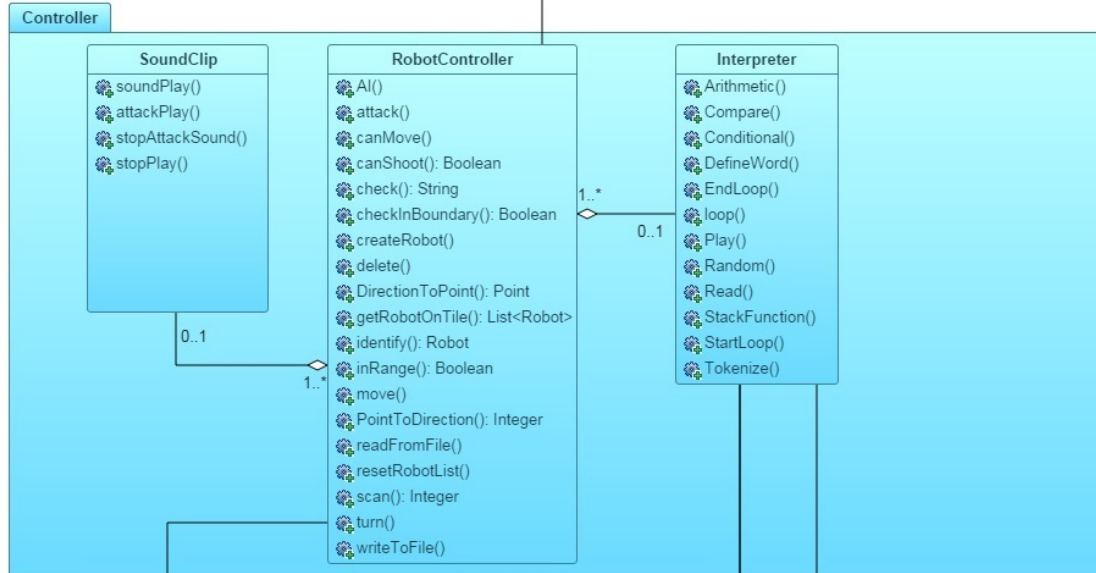 Controller
SoundClip
soundPlay()
attackPlay()
stopAttackSound()
stopPlay()
0..1
1..*
RobotController
AI()
attack()
canMove()
canShoot(): Boolean
check(): String
checkInBoundary(): Boolean
createRobot()
delete()
DirectionToPoint(): Point
getRobotOnTile(): List<Robot>
identify(): Robot
inRange(): Boolean
move()
PointToDirection(): Integer
readFromFile()
resetRobotList()
scan(): Integer
turn()
writeToFile()
1..*
0..1
Interpreter
Arithmetic()
Compare()
Conditional()
DefineWord()
EndLoop()
loop()
Play()
Random()
Read()
StackFunction()
StartLoop()
Tokenize()